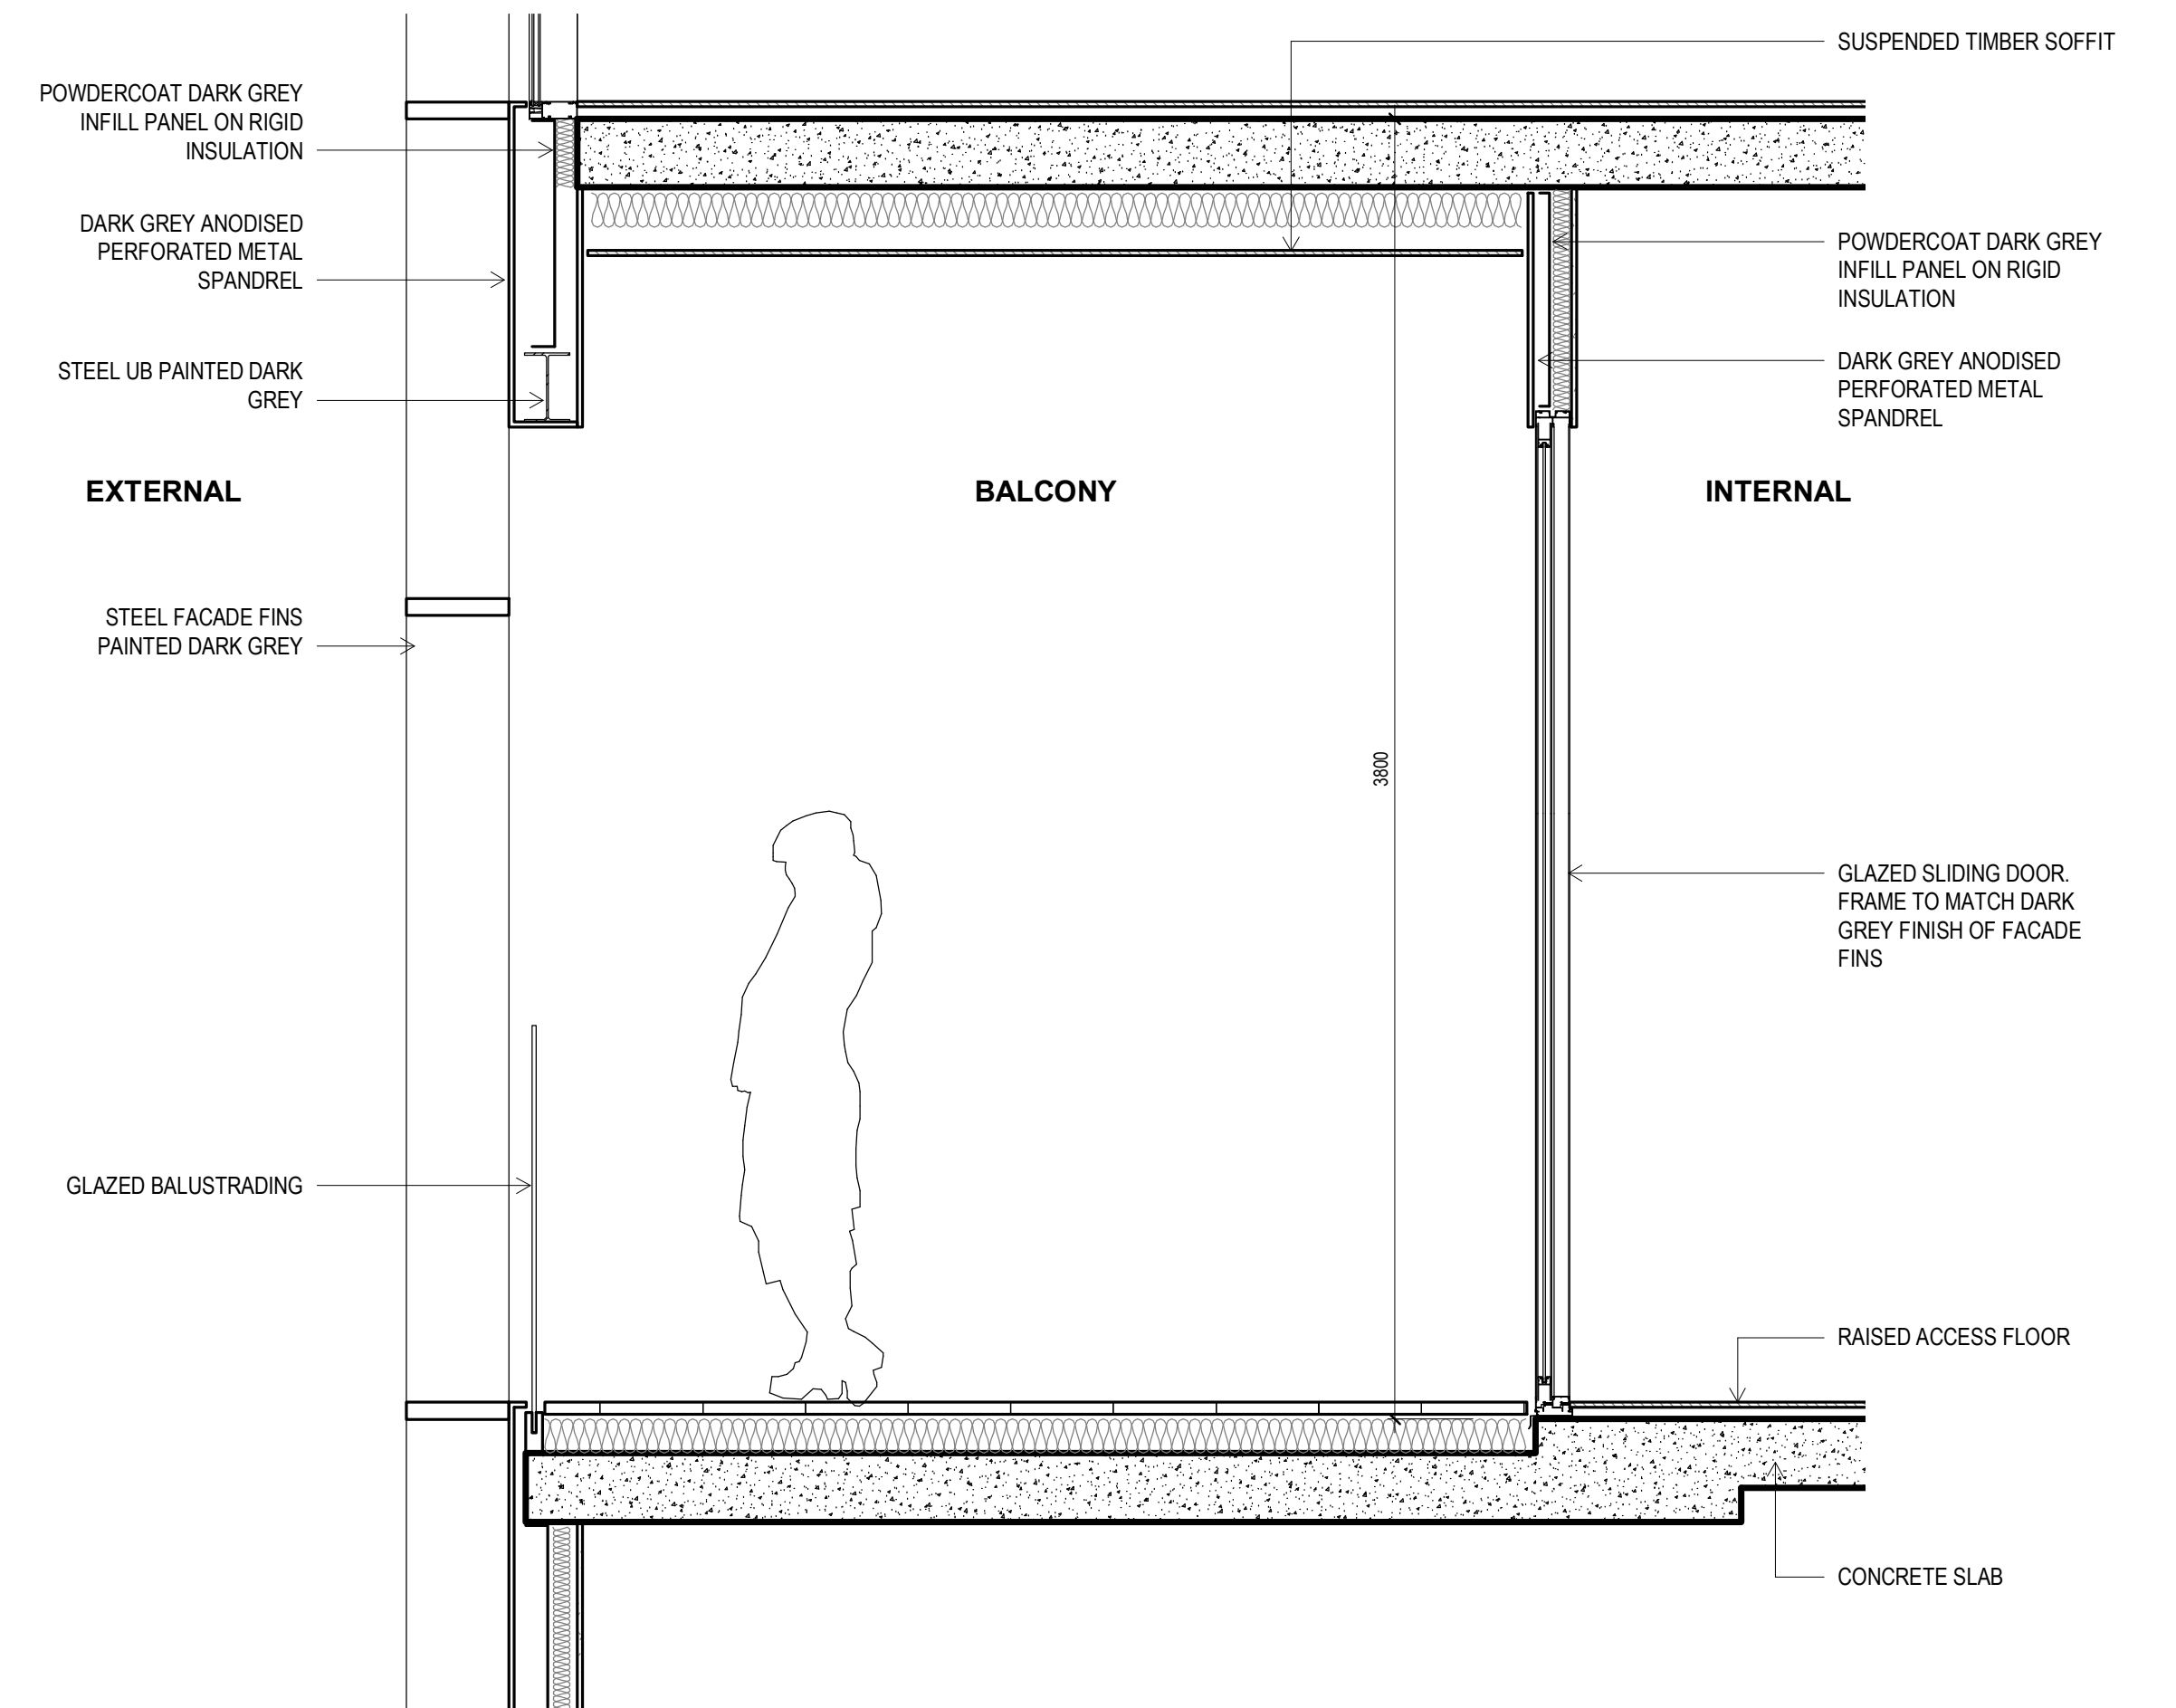 SUSPENDED TIMBER SOFFIT
POWDERCOAT DARK GREY
INFILL PANEL ON RIGID
INSULATION
DARK GREY ANODISED
PERFORATED METAL
SPANDREL
STEEL UB PAINTED DARK
GREY
POWDERCOAT DARK GREY
INFILL PANEL ON RIGID
INSULATION
DARK GREY ANODISED
PERFORATED METAL
SPANDREL
EXTERNAL
BALCONY
INTERNAL
STEEL FACADE FINS
PAINTED DARK GREY
3800
GLAZED SLIDING DOOR.
FRAME TO MATCH DARK
GREY FINISH OF FACADE
FINS
GLAZED BALUSTRADING
RAISED ACCESS FLOOR
CONCRETE SLAB